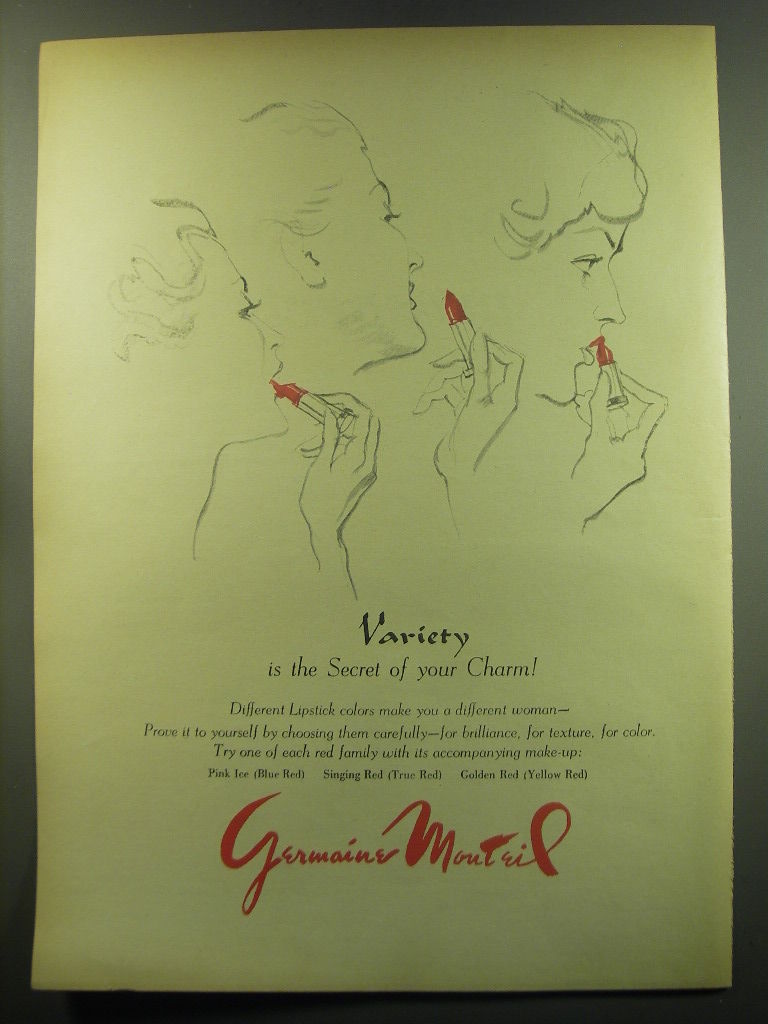 Variety
is the Secret of your Charm!
Different Lipstick colors make you a different woman—
Prove it to yourself by choosing them carefully—for brilliance, for texture, for color.
Try one of each red family with its accompanying make-up:
Pink Ice (Blue Red) Singing Red (True Red) Golden Red (Yellow Red)
Germaine Monteil